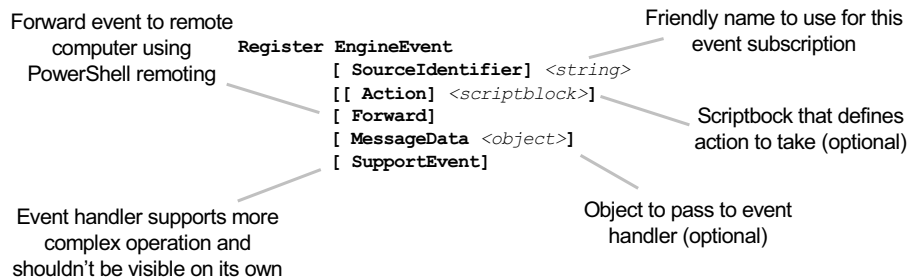 Forward event to remote
computer using
PowerShell remoting
Friendly name to use for this
event subscription
Register EngineEvent
[ SourceIdentifier] <string>
[[ Action] <scriptblock>]
[ Forward]
[ MessageData <object>]
[ SupportEvent]
Scriptbock that defines
action to take (optional)
Event handler supports more
complex operation and
shouldn't be visible on its own
Object to pass to event
handler (optional)